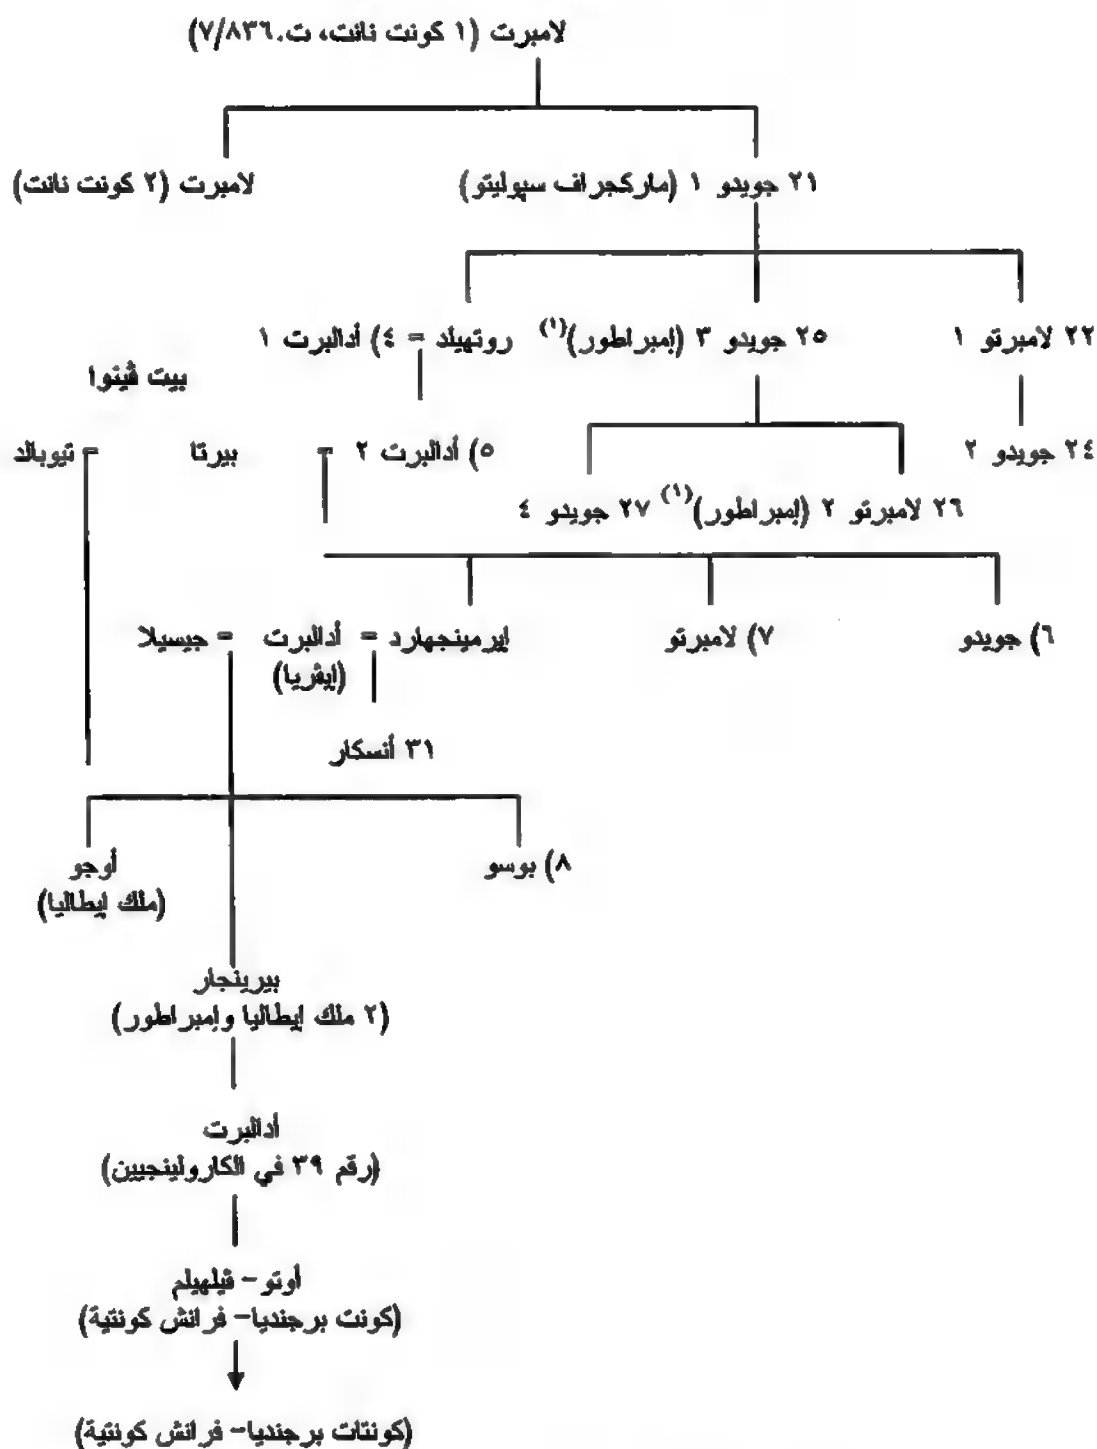 لامبرت (١ كونت نانت، ت.٧/٨٣٦)
٢١ جويدو ١ (ماركجراف سپوليتو) لامبرت (٢ كونت نانت)
٢٢ لامبرتو ١ ٢٥ جويدو ٣ (إمبراطور)(١) روتهيلد = ٤) أدالبرت ١
بيت ڤيتوا
٢٤ جويدو ٢ ٥) أدالبرت ٢ = بيرتا = تيوبالد
٢٦ لامبرتو ٢ (إمبراطور)(١) ٢٧ جويدو ٤
٦) جويدو ٧) لامبرتو إيرمينجهارد = أدالبرت = جيسيلا
(إيڤريا)
٣١ أنسكار
٨) بوسو أوجو
(ملك إيطاليا)
بيرينجار
(٢ ملك إيطاليا وإمبراطور)
أدالبرت
(رقم ٣٩ في الكارولينجيين)
أوتو- ڤيلهيلم
(كونت برجنديا- فرانش كونتية)
(كونتات برجنديا- فرانش كونتية)